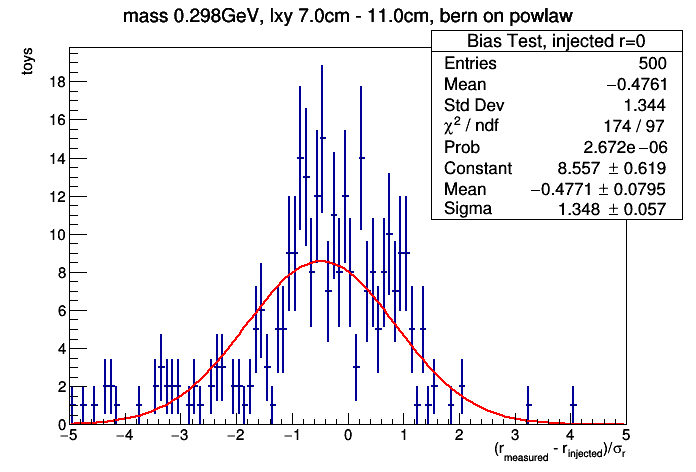 mass 0.298GeV, lxy 7.0cm - 11.0cm, bern on powlaw
Bias Test, injected r=0
Entries 500
Mean −0.4761
Std Dev 1.344
χ² / ndf 174 / 97
Prob 2.672e−06
Constant 8.557 ± 0.619
Mean −0.4771 ± 0.0795
Sigma 1.348 ± 0.057
toys
18
16
14
12
10
8
6
4
2
0
−5 −4 −3 −2 −1 0 1 2 3 4 5
(r_measured - r_injected)/σ_r